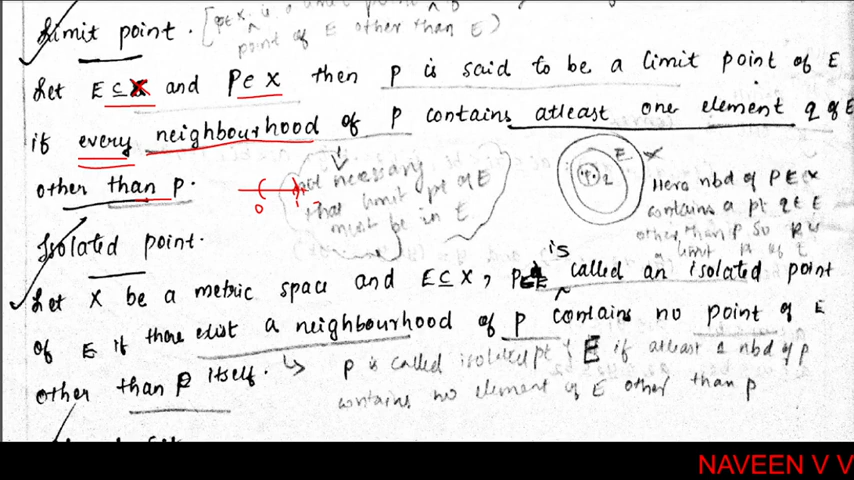 Limit point.
point of E other than E)
Let E ⊆ X and P ∈ X then p is said to be a limit point of E
if every neighbourhood of p contains atleast one element q of E
other than p.
not necessary
that limit pt of E
must be in E
0 1
E X
p q
Here nbd of P ∈ X
contains a pt q ∈ E
other than p so p is
a limit pt of E
Isolated point.
Let X be a metric space and E ⊆ X, p ∈ E is called an isolated point
of E if there exist a neighbourhood of p contains no point of E
other than p itself.
p is called isolated pt of E if atleast 1 nbd of p
contains no element of E other than p
NAVEEN V V